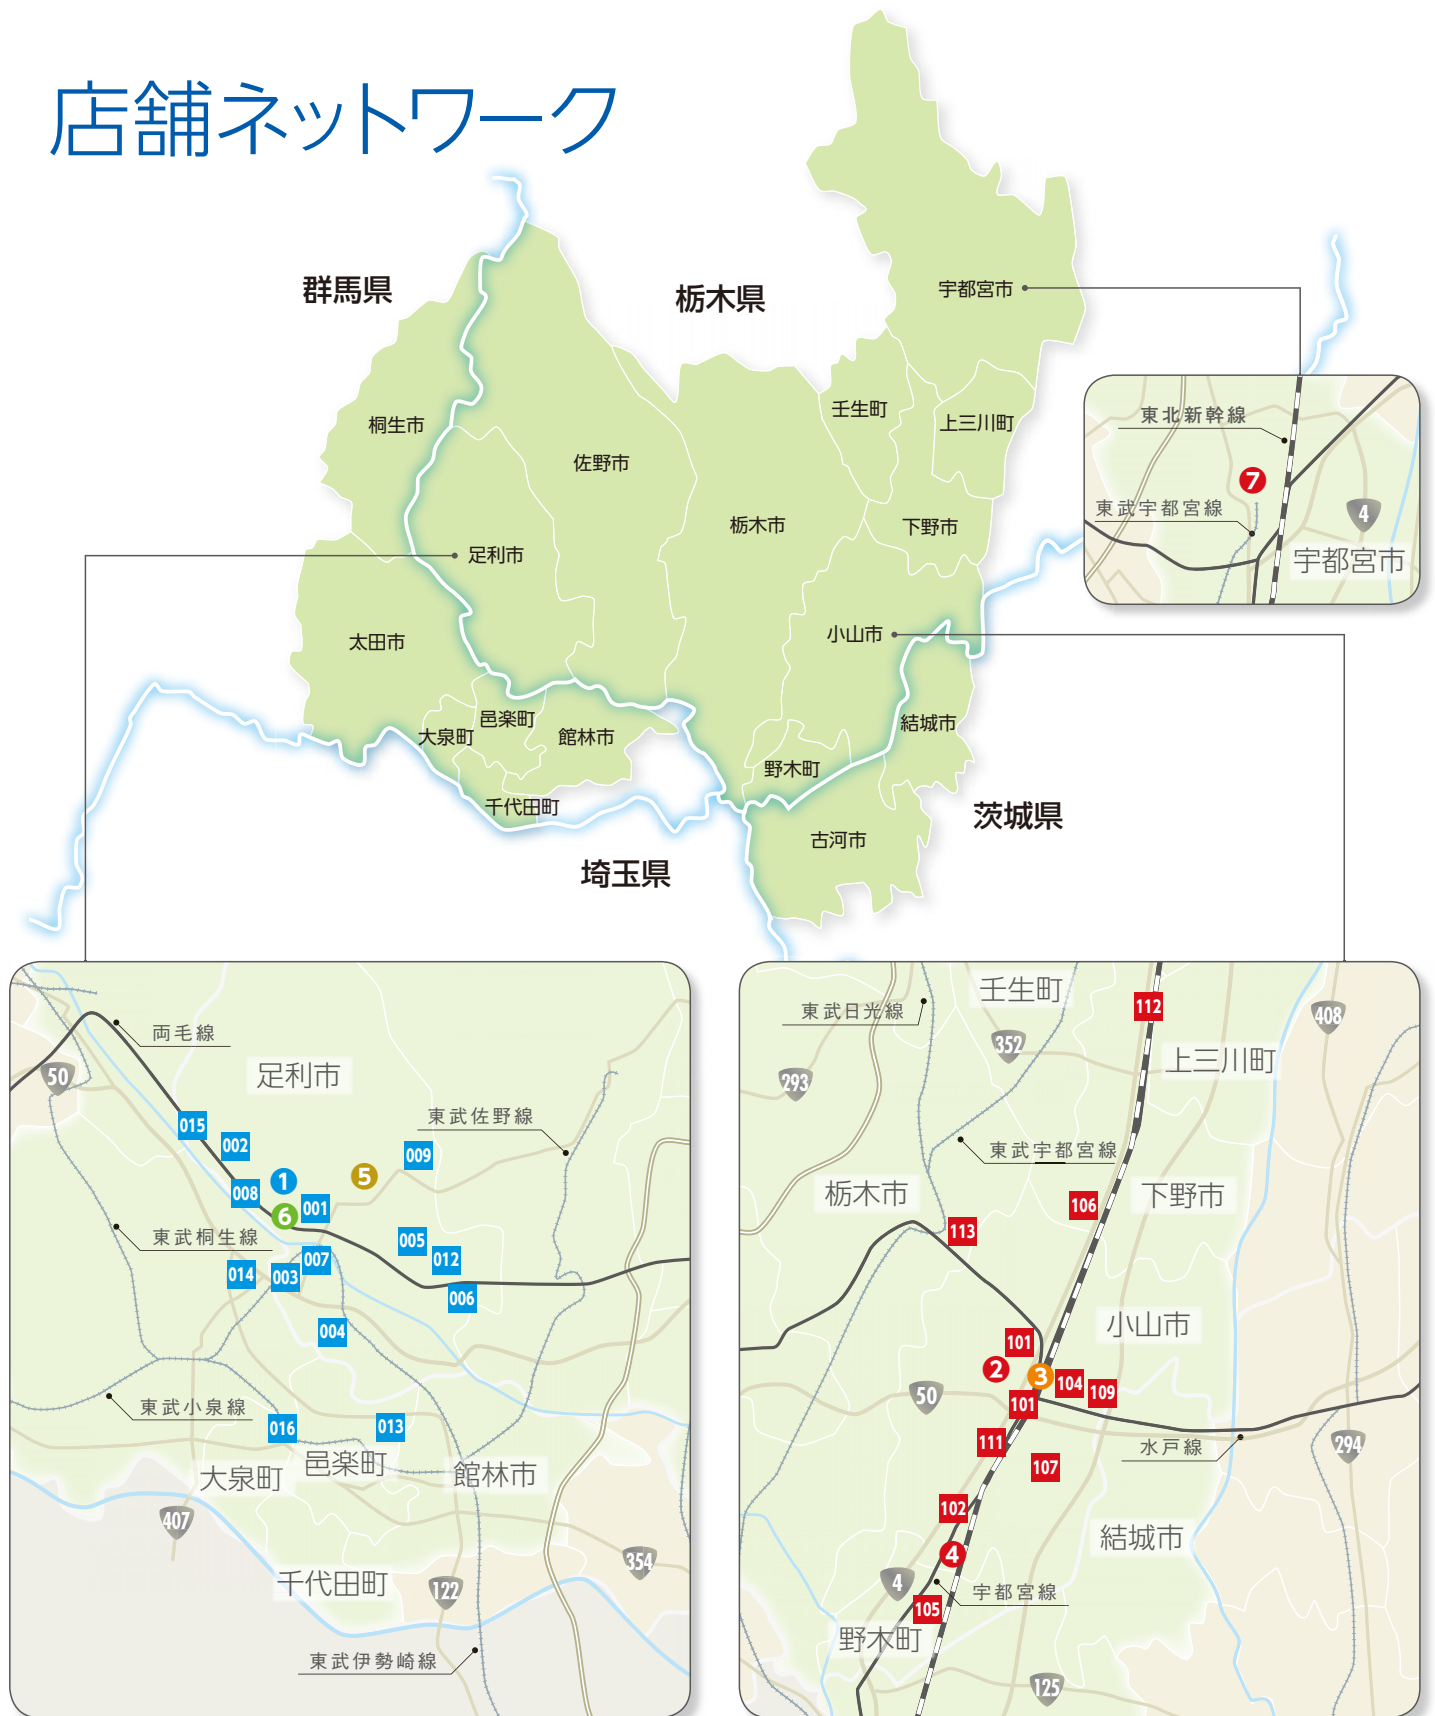 店舗ネットワーク
群馬県
栃木県
宇都宮市
桐生市
佐野市
壬生町
上三川町
栃木市
下野市
足利市
太田市
小山市
邑楽町
大泉町
館林市
結城市
野木町
千代田町
古河市
茨城県
埼玉県
東北新幹線
7
東武宇都宮線
4
宇都宮市
両毛線
50
足利市
015
002
東武佐野線
009
1
5
008
001
6
東武桐生線
005
007
012
014
003
006
004
東武小泉線
016
013
邑楽町
大泉町
館林市
407
354
千代田町
122
東武伊勢崎線
壬生町
東武日光線
112
408
352
上三川町
293
東武宇都宮線
栃木市
下野市
106
113
小山市
101
2
3
104
109
50
101
111
水戸線
294
107
102
結城市
4
4
宇都宮線
105
野木町
125